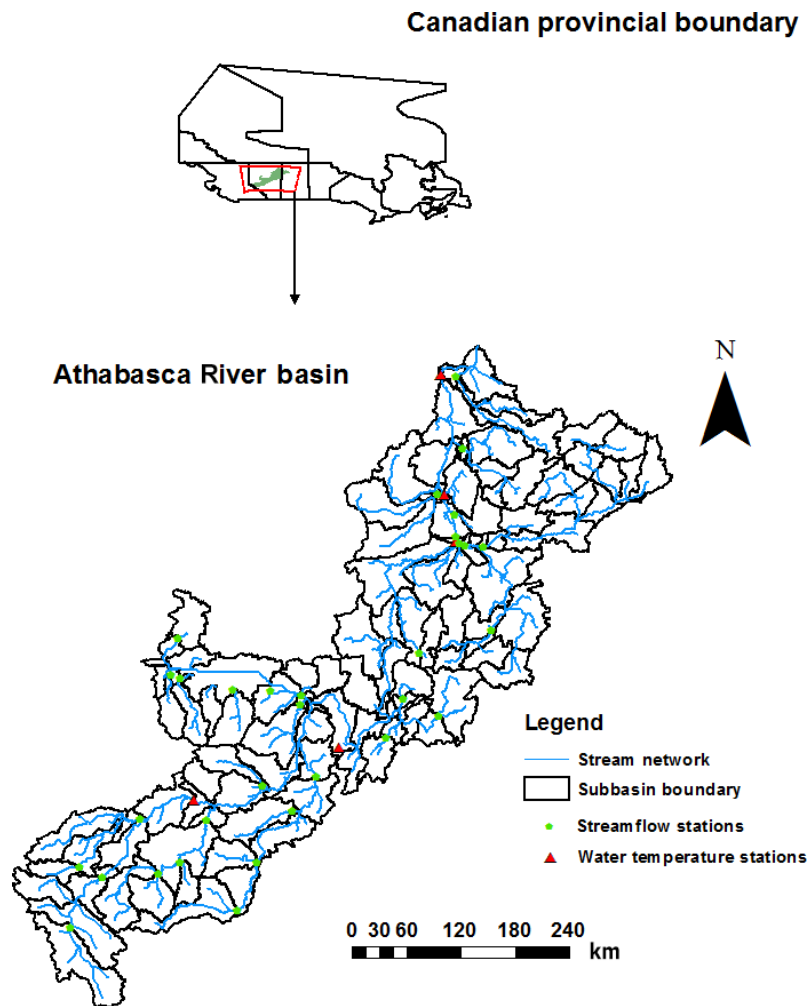 Canadian provincial boundary
Athabasca River basin
N
Legend
Stream network
Subbasin boundary
Streamflow stations
Water temperature stations
0 30 60 120 180 240
km